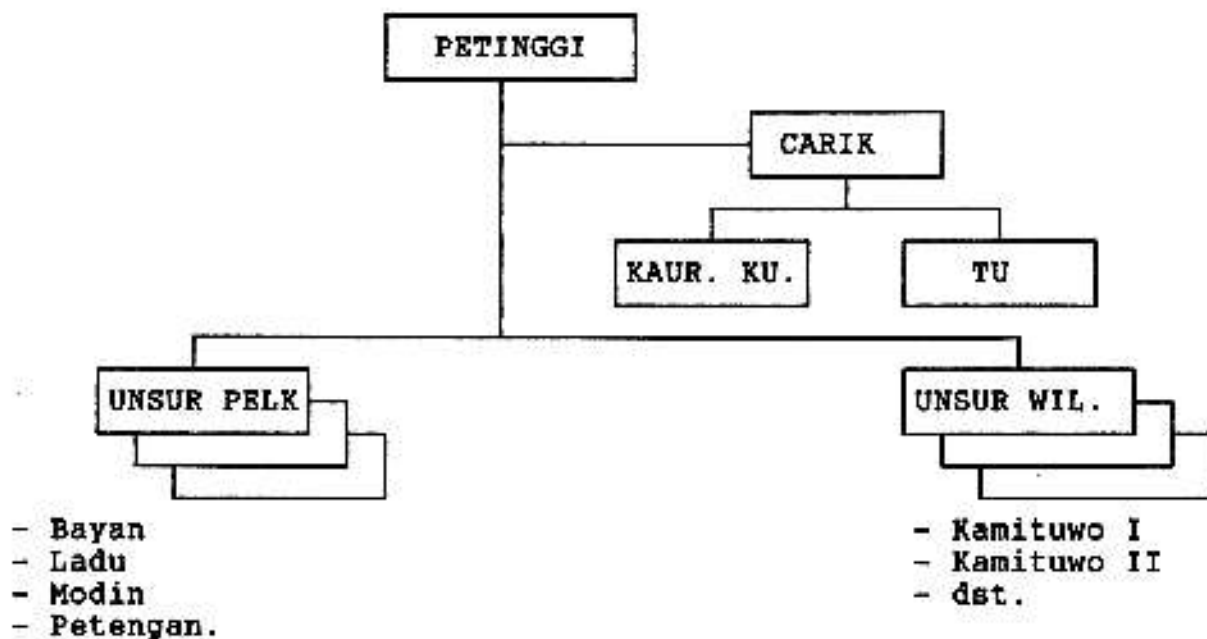 PETINGGI
CARIK
KAUR. KU.
TU
UNSUR PELK
UNSUR WIL.
- Bayan
- Ladu
- Modin
- Petengan.
- Kamituwo I
- Kamituwo II
- dst.